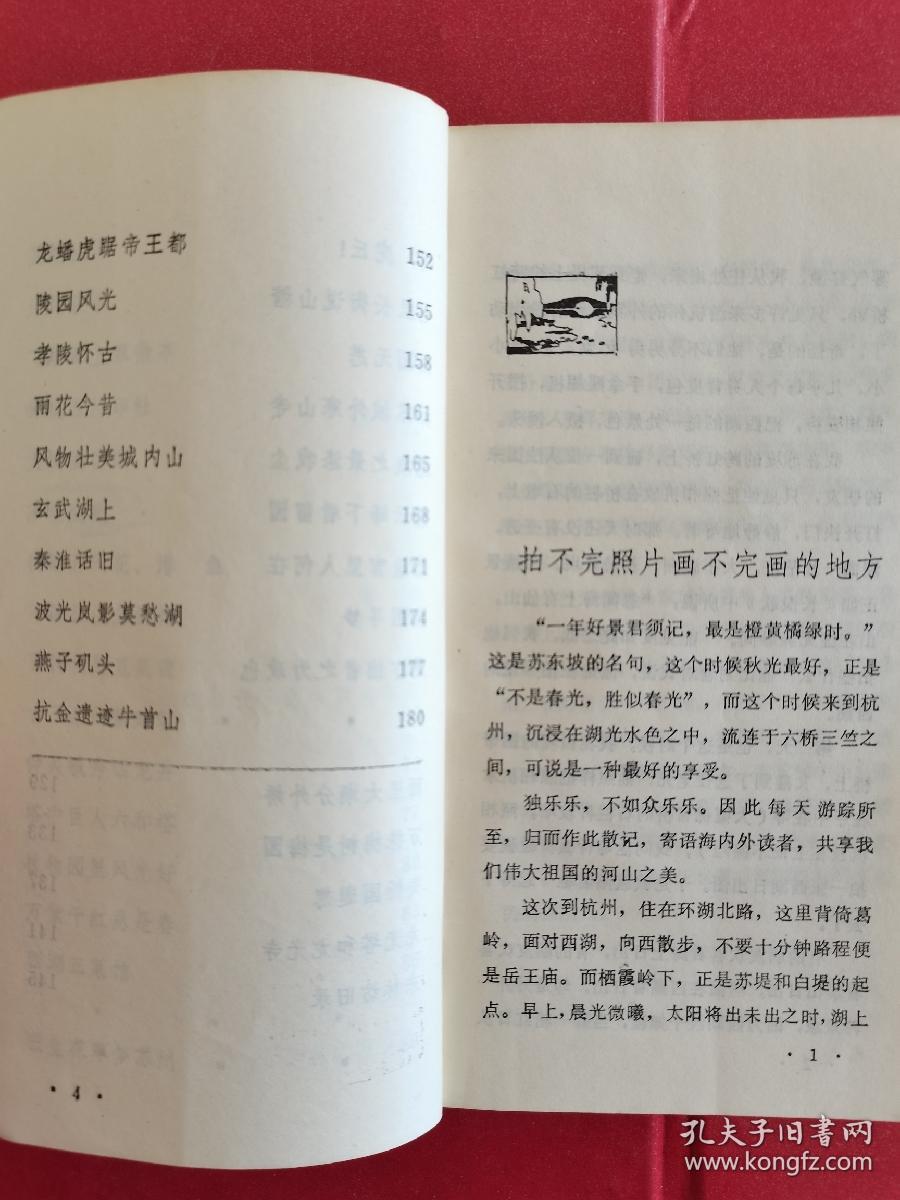 龙蟠虎踞帝王都 152
陵园风光 155
孝陵怀古 158
雨花今昔 161
风物壮美城内山 165
玄武湖上 168
秦淮话旧 171
波光岚影莫愁湖 174
燕子矶头 177
抗金遗迹牛首山 180
· 4 ·
拍不完照片画不完画的地方
“一年好景君须记，最是橙黄橘绿时。”
这是苏东坡的名句，这个时候秋光最好，正是
“不是春光，胜似春光”，而这个时候来到杭
州，沉浸在湖光水色之中，流连于六桥三竺之
间，可说是一种最好的享受。
独乐乐，不如众乐乐。因此每天游踪所
至，归而作此散记，寄语海内外读者，共享我
们伟大祖国的河山之美。
这次到杭州，住在环湖北路，这里背倚葛
岭，面对西湖，向西散步，不要十分钟路程便
是岳王庙。而栖霞岭下，正是苏堤和白堤的起
点。早上，晨光微曦，太阳将出未出之时，湖上
· 1 ·
孔夫子旧书网
www.kongfz.com